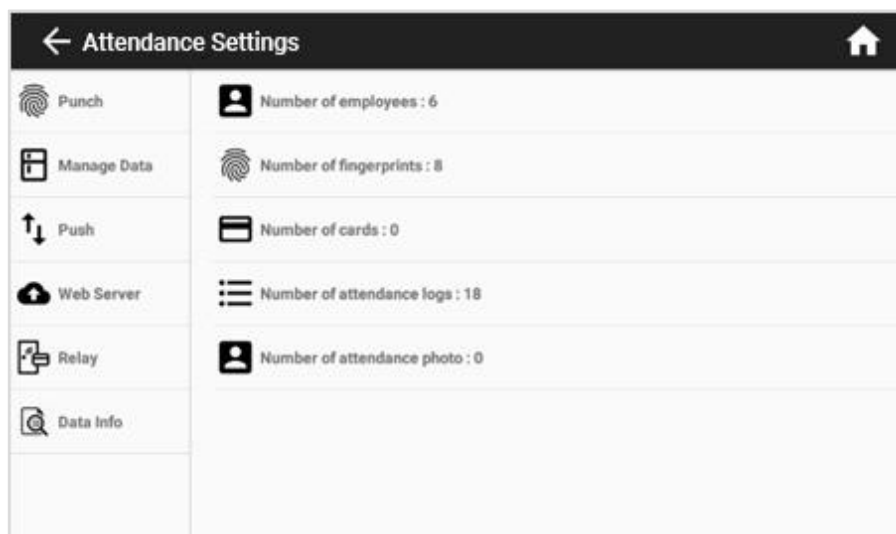 Attendance Settings
Punch
Manage Data
Push
Web Server
Relay
Data Info
Number of employees : 6
Number of fingerprints : 8
Number of cards : 0
Number of attendance logs : 18
Number of attendance photo : 0